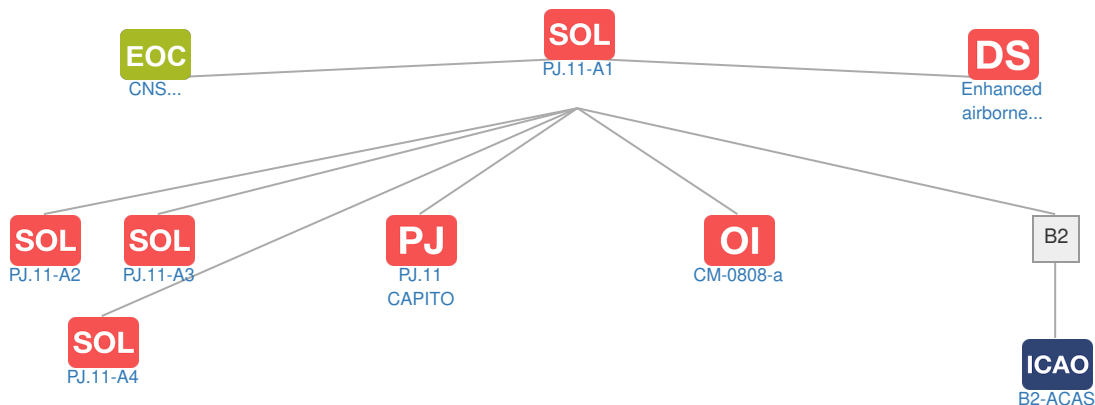 EOC
CNS...
SOL
PJ.11-A1
DS
Enhanced
airborne...
SOL
PJ.11-A2
SOL
PJ.11-A3
PJ
PJ.11
CAPITO
OI
CM-0808-a
B2
SOL
PJ.11-A4
ICAO
B2-ACAS